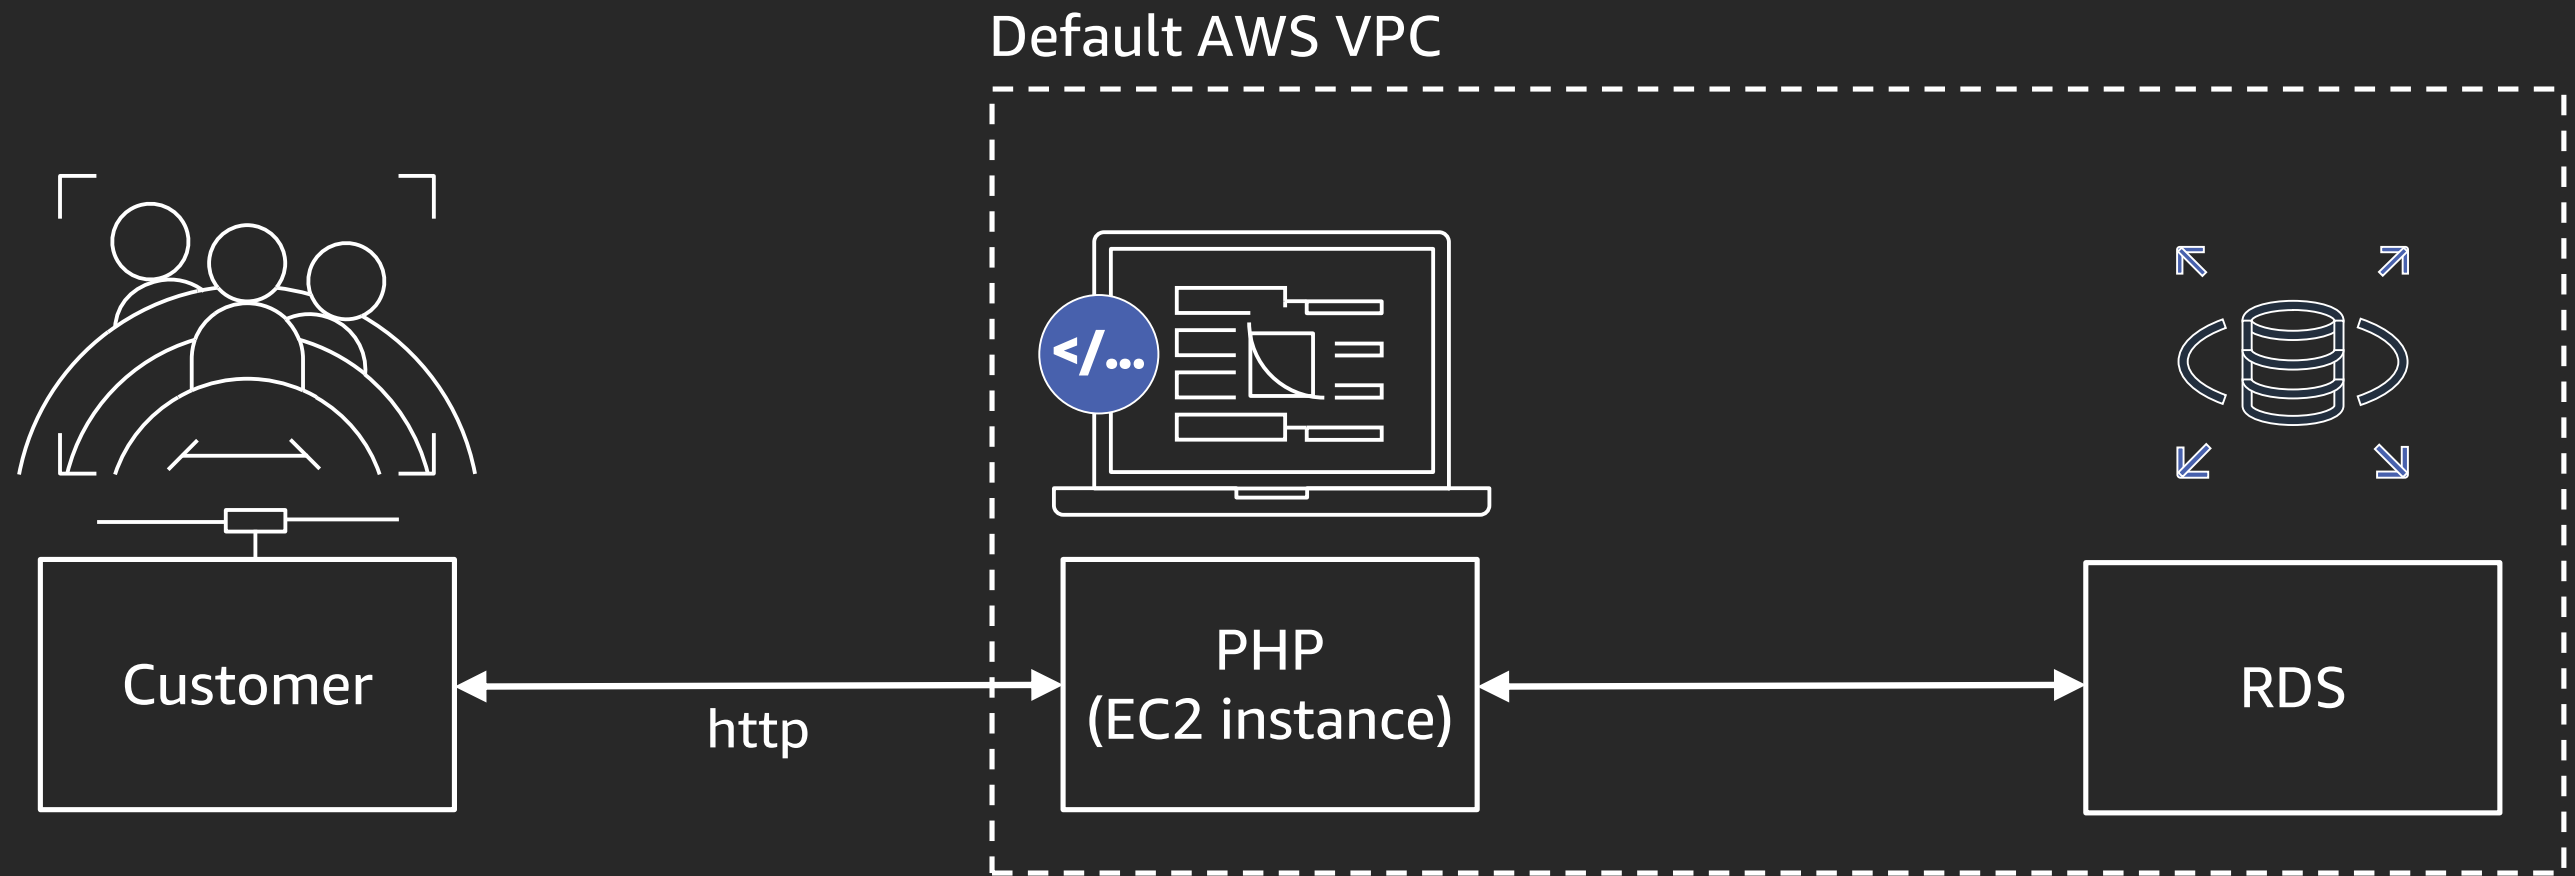 Default AWS VPC
</...
Customer
http
PHP
(EC2 instance)
RDS